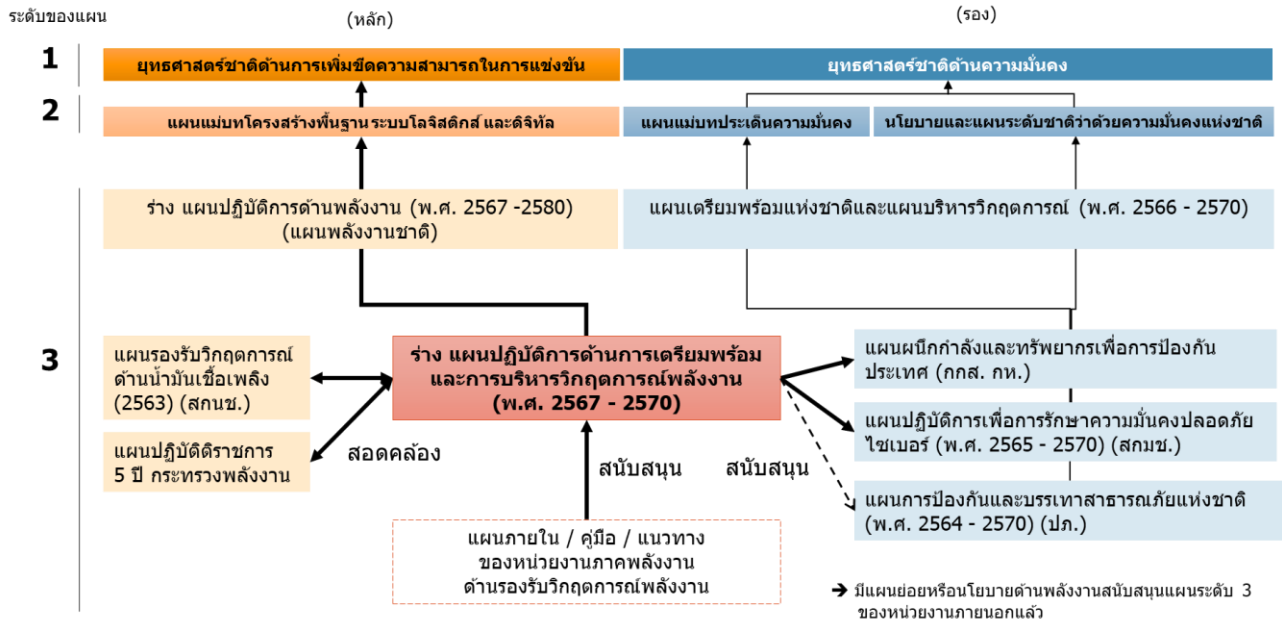 ระดับของแผน
(หลัก)
(รอง)
1
ยุทธศาสตร์ชาติด้านการเพิ่มขีดความสามารถในการแข่งขัน
ยุทธศาสตร์ชาติด้านความมั่นคง
2
แผนแม่บทโครงสร้างพื้นฐาน ระบบโลจิสติกส์ และดิจิทัล
แผนแม่บทประเด็นความมั่นคง
นโยบายและแผนระดับชาติว่าด้วยความมั่นคงแห่งชาติ
ร่าง แผนปฏิบัติการด้านพลังงาน (พ.ศ. 2567 -2580)
(แผนพลังงานชาติ)
แผนเตรียมพร้อมแห่งชาติและแผนบริหารวิกฤตการณ์ (พ.ศ. 2566 - 2570)
3
แผนรองรับวิกฤตการณ์
ด้านน้ำมันเชื้อเพลิง
(2563) (สกนช.)
ร่าง แผนปฏิบัติการด้านการเตรียมพร้อม
และการบริหารวิกฤตการณ์พลังงาน
(พ.ศ. 2567 - 2570)
แผนผนึกกำลังและทรัพยากรเพื่อการป้องกัน
ประเทศ (กกส. กห.)
แผนปฏิบัติการเพื่อการรักษาความมั่นคงปลอดภัย
ไซเบอร์ (พ.ศ. 2565 - 2570) (สกมช.)
แผนปฏิบัติติราชการ
5 ปี กระทรวงพลังงาน
สอดคล้อง
สนับสนุน
สนับสนุน
แผนการป้องกันและบรรเทาสาธารณภัยแห่งชาติ
(พ.ศ. 2564 - 2570) (ปภ.)
แผนภายใน / คู่มือ / แนวทาง
ของหน่วยงานภาคพลังงาน
ด้านรองรับวิกฤตการณ์พลังงาน
➔ มีแผนย่อยหรือนโยบายด้านพลังงานสนับสนุนแผนระดับ 3
ของหน่วยงานภายนอกแล้ว